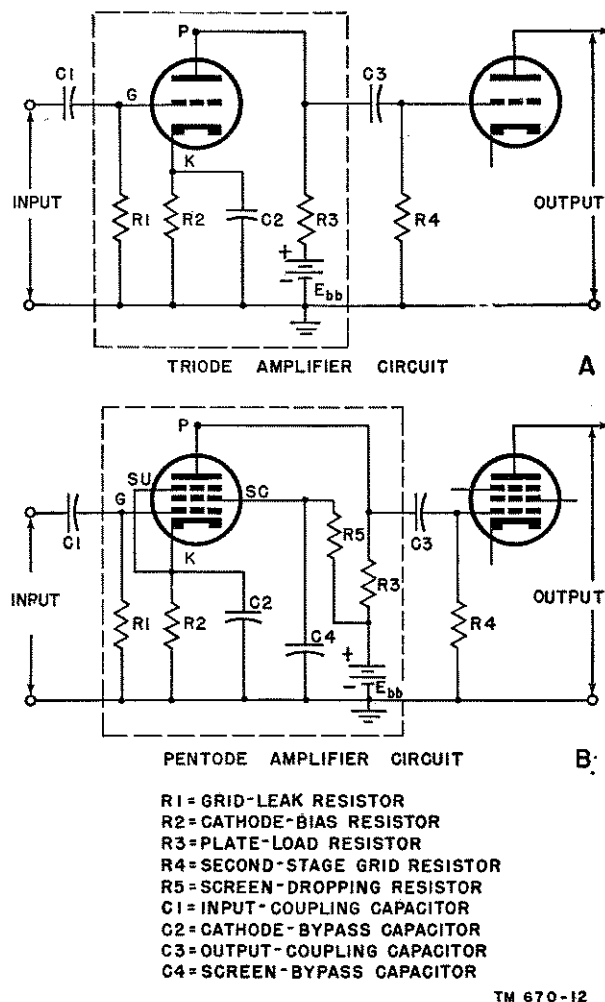 P
C1
G
C3
K
INPUT
R1
R2
C2
R3
R4
OUTPUT
+
-
Ebb
TRIODE AMPLIFIER CIRCUIT
A
P
SU
SC
G
C1
R5
C3
K
R3
INPUT
C2
OUTPUT
R1
R2
C4
R4
+
-
Ebb
PENTODE AMPLIFIER CIRCUIT
B
R1 = GRID-LEAK RESISTOR
R2 = CATHODE-BIAS RESISTOR
R3 = PLATE-LOAD RESISTOR
R4 = SECOND-STAGE GRID RESISTOR
R5 = SCREEN-DROPPING RESISTOR
C1 = INPUT-COUPLING CAPACITOR
C2 = CATHODE-BYPASS CAPACITOR
C3 = OUTPUT-COUPLING CAPACITOR
C4 = SCREEN-BYPASS CAPACITOR
TM 670-12